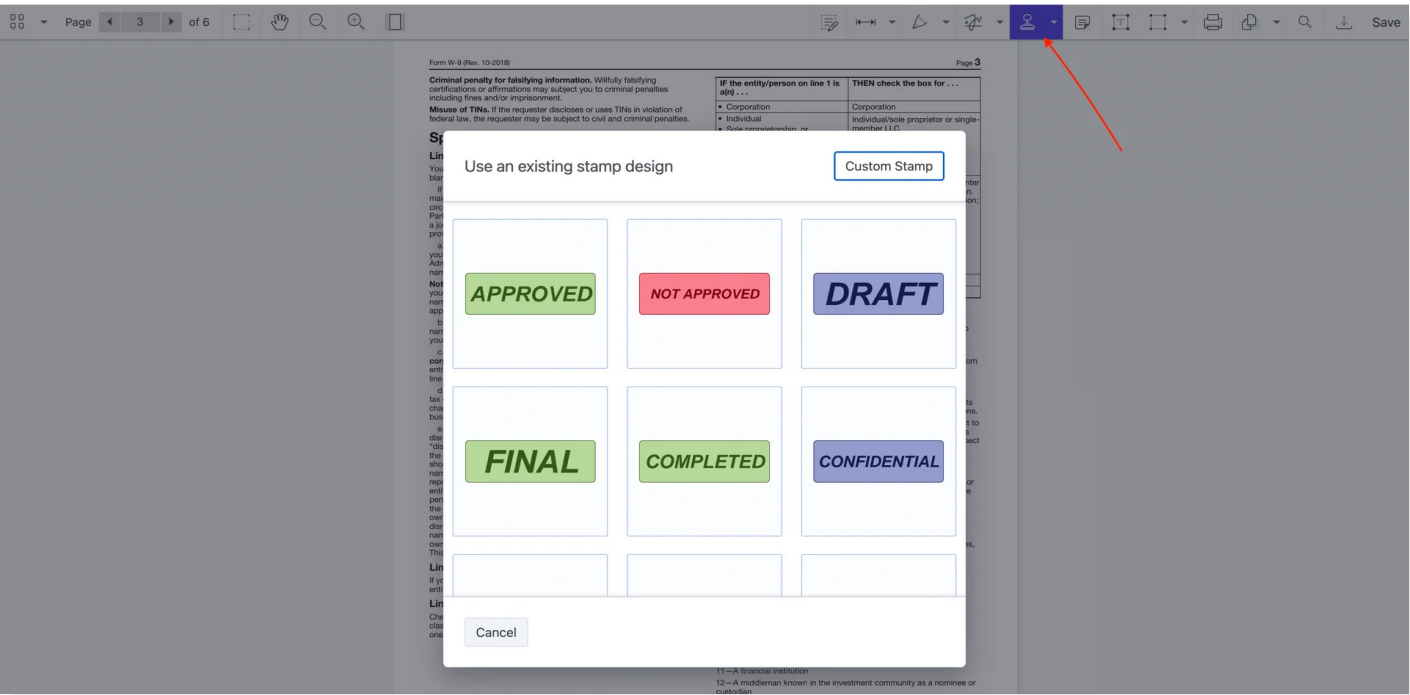 Page 3 of 6
Save
Form W-9 (Rev. 10-2018)
Page 3
Criminal penalty for falsifying information. Willfully falsifying
certifications or affirmations may subject you to criminal penalties
including fines and/or imprisonment.
Misuse of TINs. If the requester discloses or uses TINs in violation of
federal law, the requester may be subject to civil and criminal penalties.
IF the entity/person on line 1 is
a(n) . . .
THEN check the box for . . .
• Corporation
Corporation
• Individual
• Sole proprietorship, or
Individual/sole proprietor or single-
member LLC
Use an existing stamp design
Custom Stamp
APPROVED
NOT APPROVED
DRAFT
FINAL
COMPLETED
CONFIDENTIAL
Cancel
11—A financial institution
12—A middleman known in the investment community as a nominee or
custodian